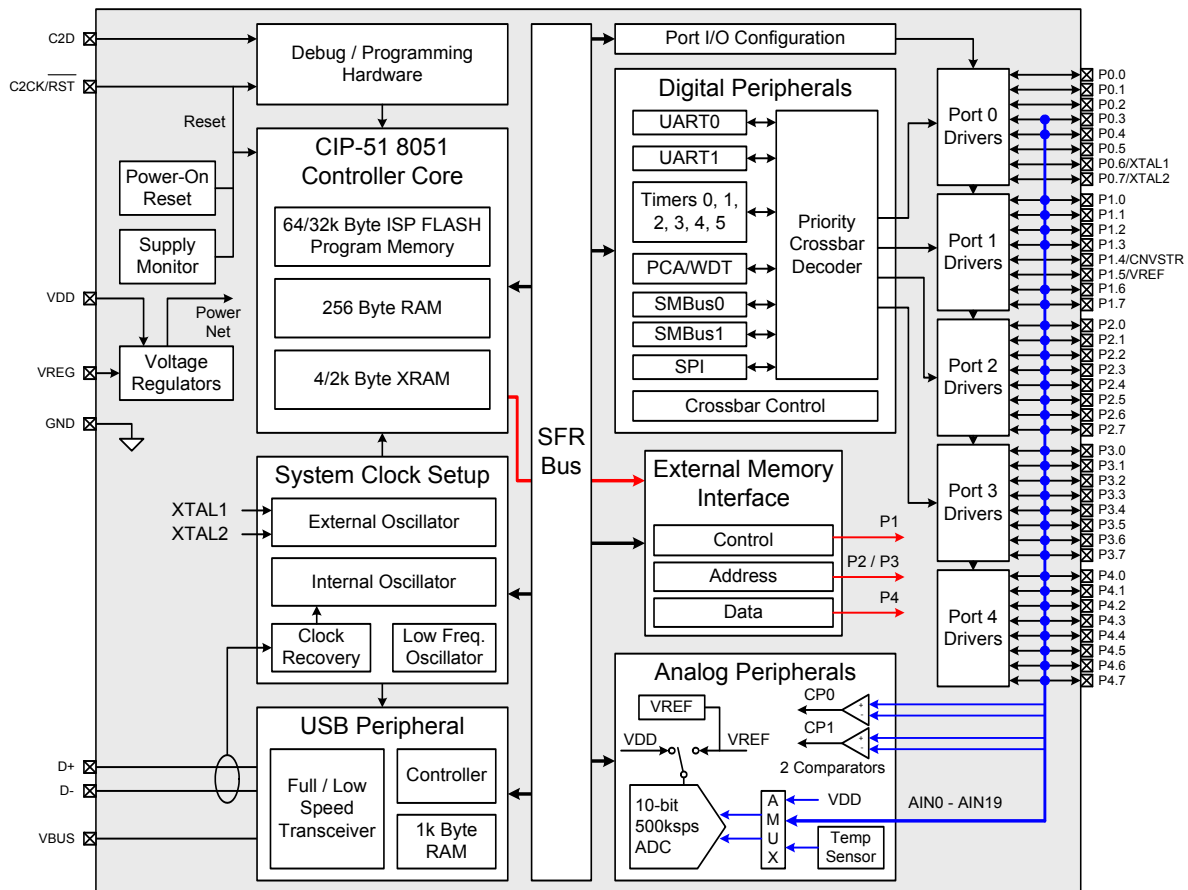 C2D
C2CK/RST
Debug / Programming
Hardware
Reset
Power-On
Reset
Supply
Monitor
VDD
Power
Net
VREG
Voltage
Regulators
GND
CIP-51 8051
Controller Core
64/32k Byte ISP FLASH
Program Memory
256 Byte RAM
4/2k Byte XRAM
System Clock Setup
XTAL1
XTAL2
External Oscillator
Internal Oscillator
Clock
Recovery
Low Freq.
Oscillator
USB Peripheral
D+
D-
VBUS
Full / Low
Speed
Transceiver
Controller
1k Byte
RAM
SFR
Bus
Port I/O Configuration
Digital Peripherals
UART0
UART1
Timers 0, 1,
2, 3, 4, 5
PCA/WDT
SMBus0
SMBus1
SPI
Priority
Crossbar
Decoder
Crossbar Control
External Memory
Interface
Control
Address
Data
P1
P2 / P3
P4
Analog Peripherals
VREF
VDD
VREF
CP0
+
-
CP1
+
-
2 Comparators
10-bit
500ksps
ADC
A
M
U
X
VDD
Temp
Sensor
AIN0 - AIN19
Port 0
Drivers
Port 1
Drivers
Port 2
Drivers
Port 3
Drivers
Port 4
Drivers
P0.0
P0.1
P0.2
P0.3
P0.4
P0.5
P0.6/XTAL1
P0.7/XTAL2
P1.0
P1.1
P1.2
P1.3
P1.4/CNVSTR
P1.5/VREF
P1.6
P1.7
P2.0
P2.1
P2.2
P2.3
P2.4
P2.5
P2.6
P2.7
P3.0
P3.1
P3.2
P3.3
P3.4
P3.5
P3.6
P3.7
P4.0
P4.1
P4.2
P4.3
P4.4
P4.5
P4.6
P4.7